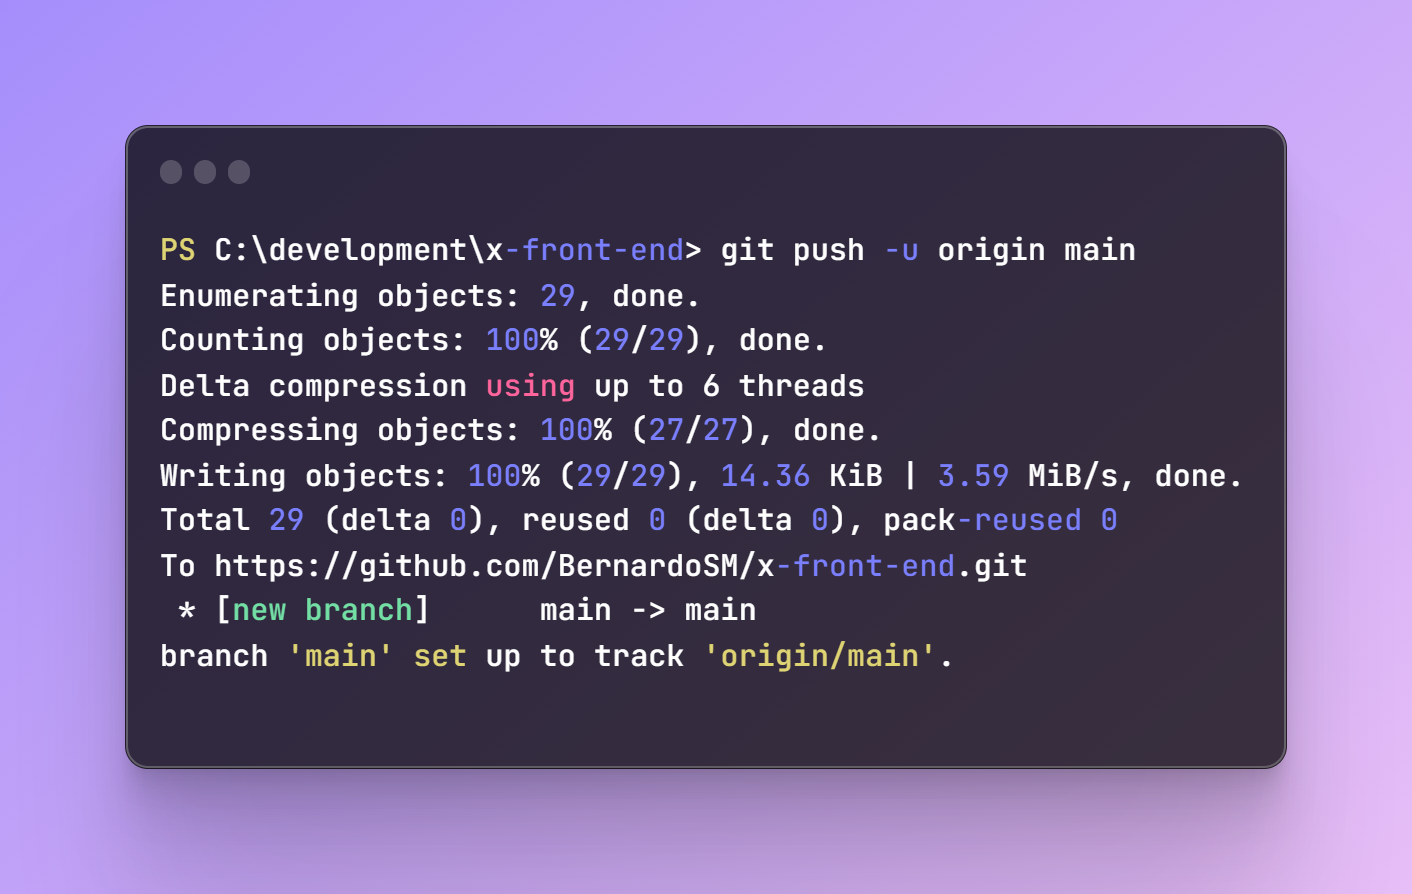 PS C:\development\x-front-end> git push -u origin main
Enumerating objects: 29, done.
Counting objects: 100% (29/29), done.
Delta compression using up to 6 threads
Compressing objects: 100% (27/27), done.
Writing objects: 100% (29/29), 14.36 KiB | 3.59 MiB/s, done.
Total 29 (delta 0), reused 0 (delta 0), pack-reused 0
To https://github.com/BernardoSM/x-front-end.git
 * [new branch]      main -> main
branch 'main' set up to track 'origin/main'.